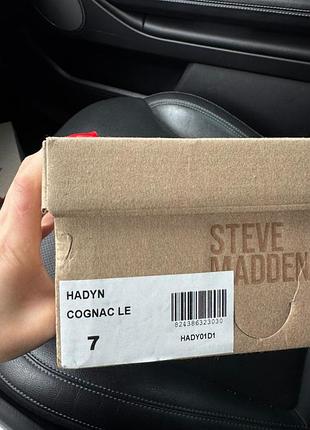 STEVE
MADDEN
HADYN
COGNAC LE
7
824386323030
HADY01D1